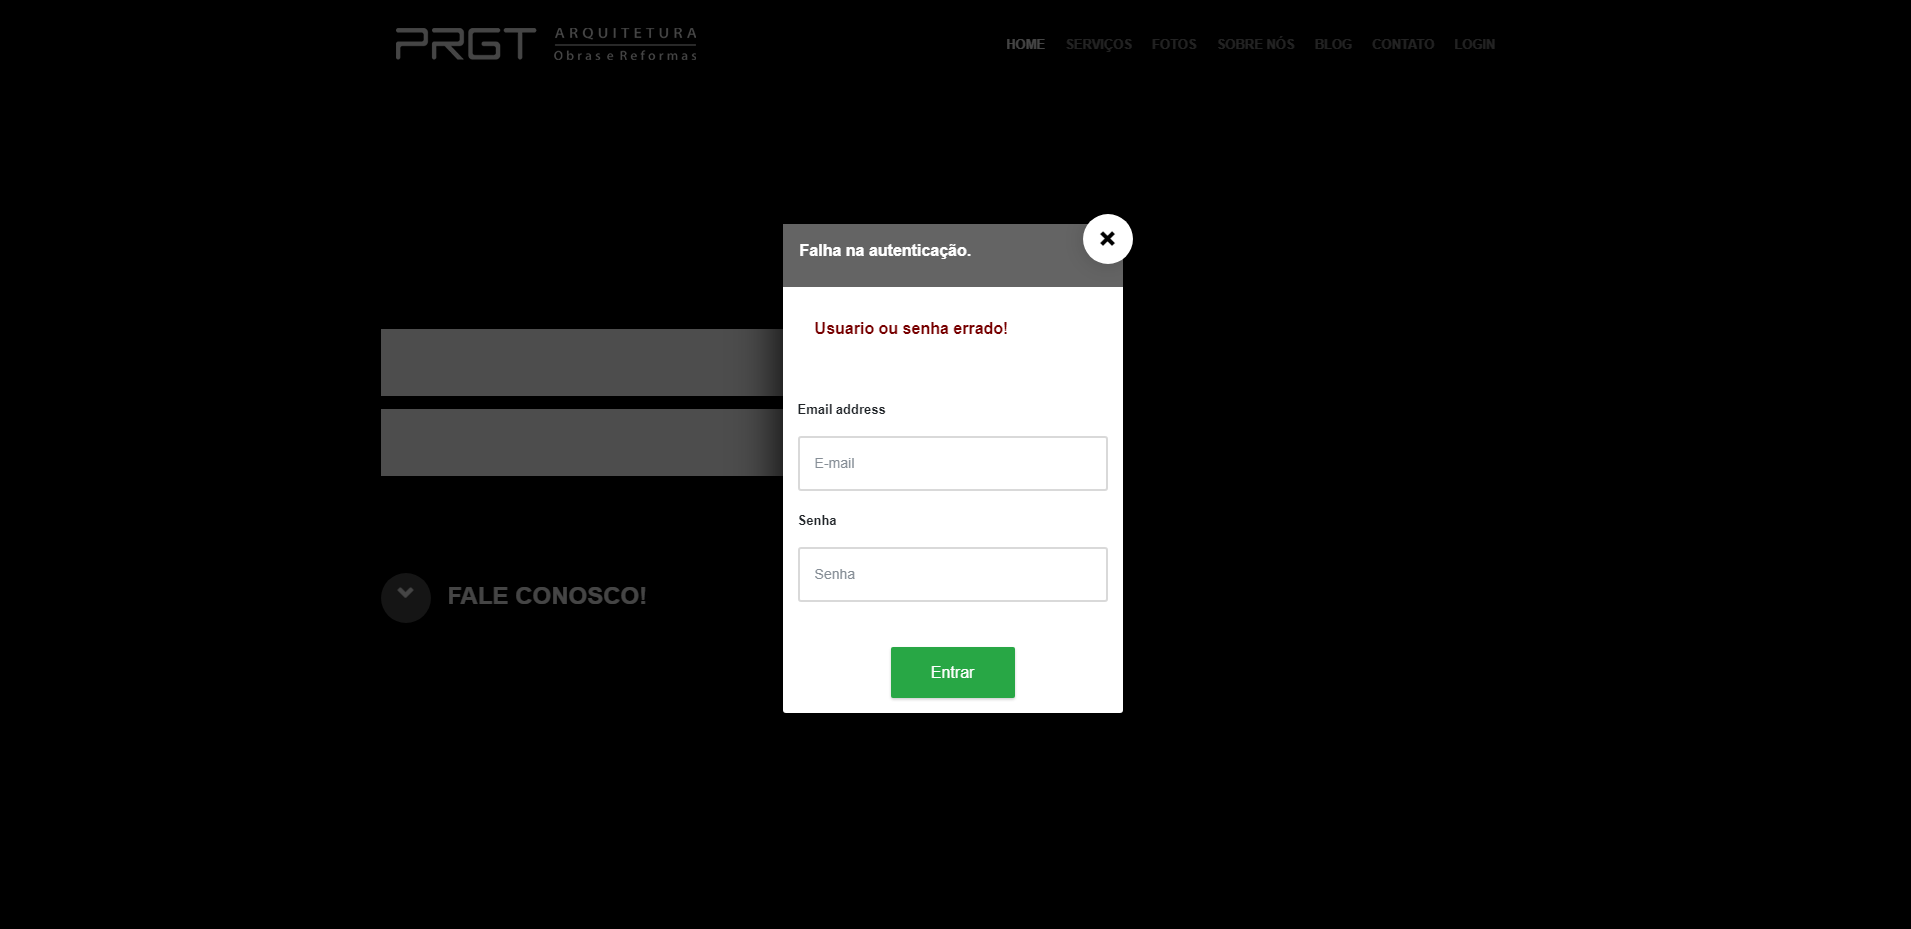 PRGT ARQUITETURA
Obras e Reformas
HOME SERVIÇOS FOTOS SOBRE NÓS BLOG CONTATO LOGIN
Falha na autenticação.
Usuario ou senha errado!
Email address
E-mail
Senha
Senha
Entrar
FALE CONOSCO!